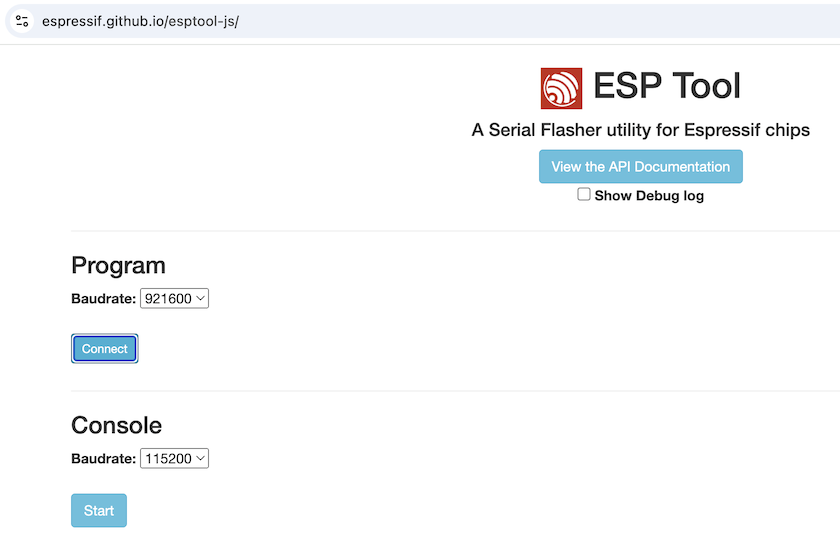 espressif.github.io/esptool-js/
ESP Tool
A Serial Flasher utility for Espressif chips
View the API Documentation
Show Debug log
Program
Baudrate: 921600
Connect
Console
Baudrate: 115200
Start